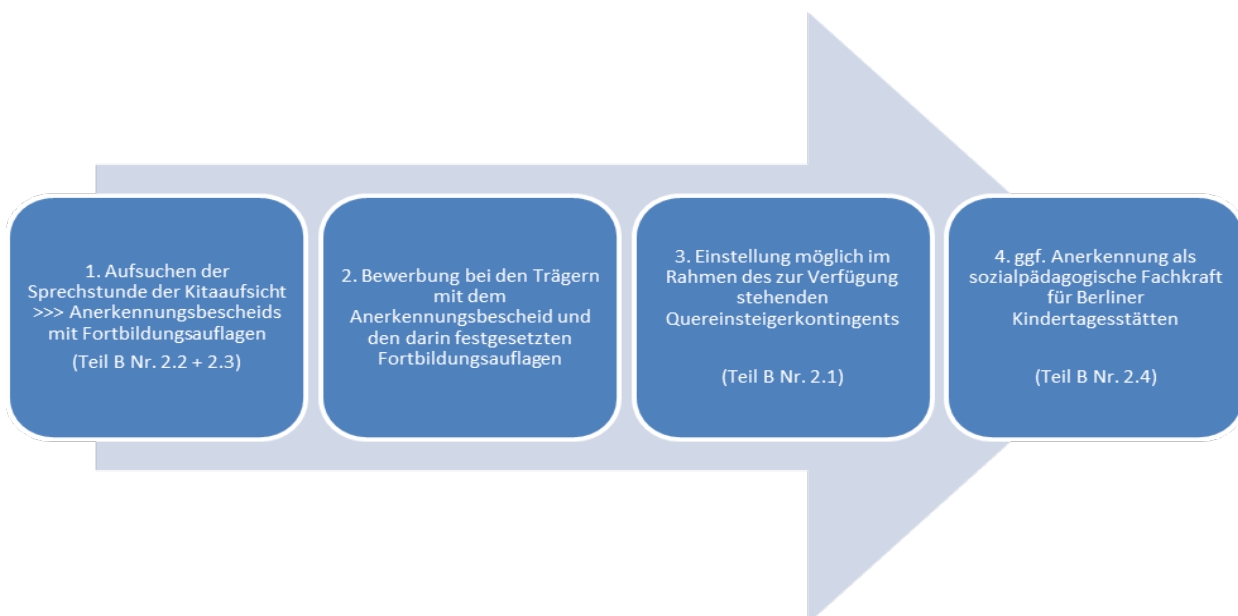 1. Aufsuchen der
Sprechstunde der Kitaaufsicht
>>> Anerkennungsbescheids
mit Fortbildungsauflagen
(Teil B Nr. 2.2 + 2.3)
2. Bewerbung bei den Trägern
mit dem
Anerkennungsbescheid und
den darin festgesetzten
Fortbildungsauflagen
3. Einstellung möglich im
Rahmen des zur Verfügung
stehenden
Quereinsteigerkontingents
(Teil B Nr. 2.1)
4. ggf. Anerkennung als
sozialpädagogische Fachkraft
für Berliner
Kindertagesstätten
(Teil B Nr. 2.4)